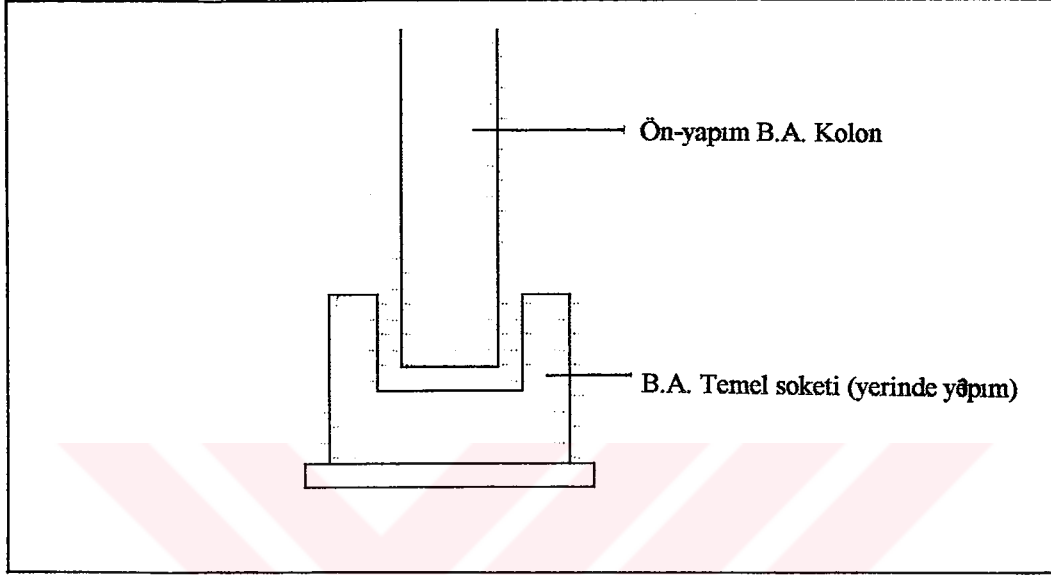 Ön-yapım B.A. Kolon
B.A. Temel soketi (yerinde yapım)